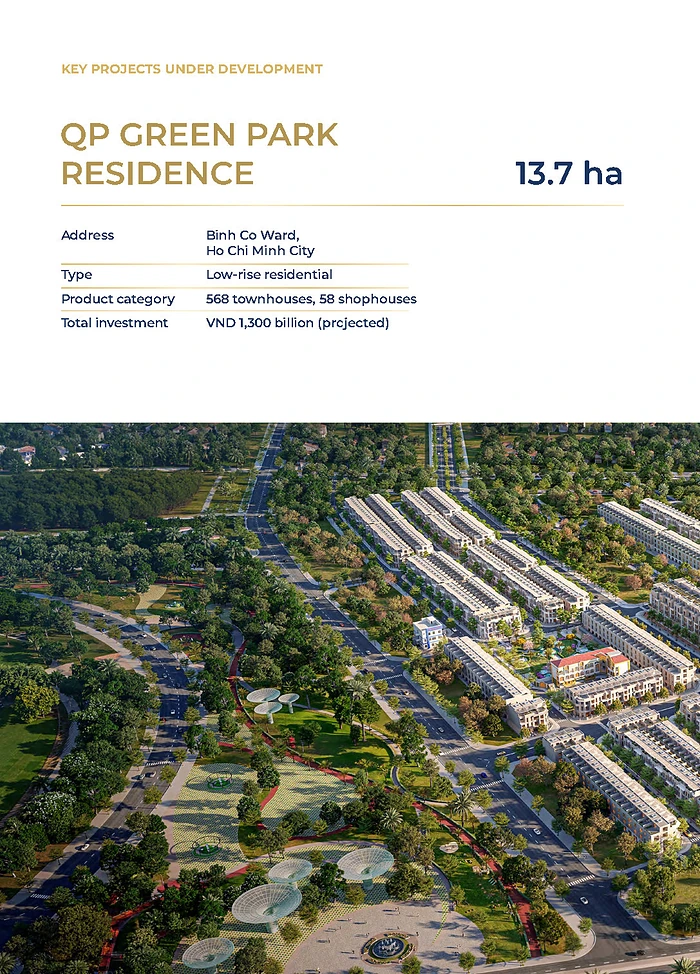 KEY PROJECTS UNDER DEVELOPMENT
QP GREEN PARK
RESIDENCE
13.7 ha
Address
Binh Co Ward,
Ho Chi Minh City
Type
Low-rise residential
Product category
568 townhouses, 58 shophouses
Total investment
VND 1,300 billion (projected)